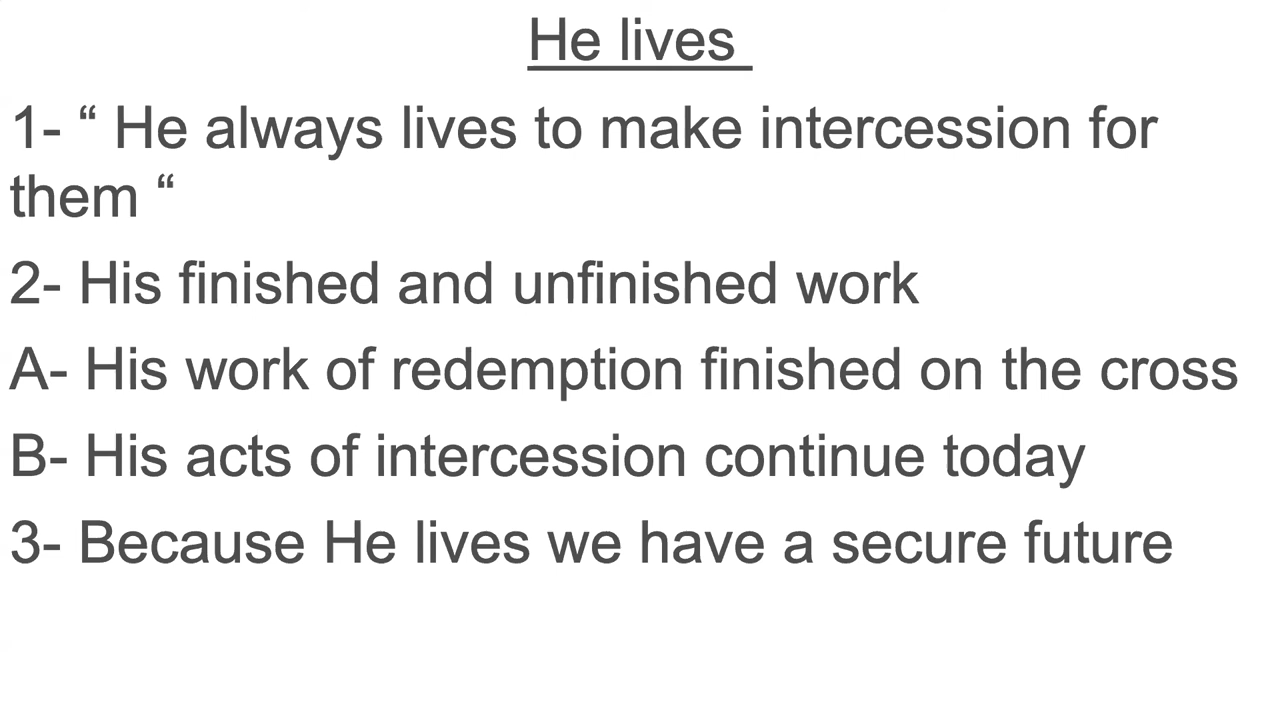 He lives
1- “ He always lives to make intercession for
them “
2- His finished and unfinished work
A- His work of redemption finished on the cross
B- His acts of intercession continue today
3- Because He lives we have a secure future